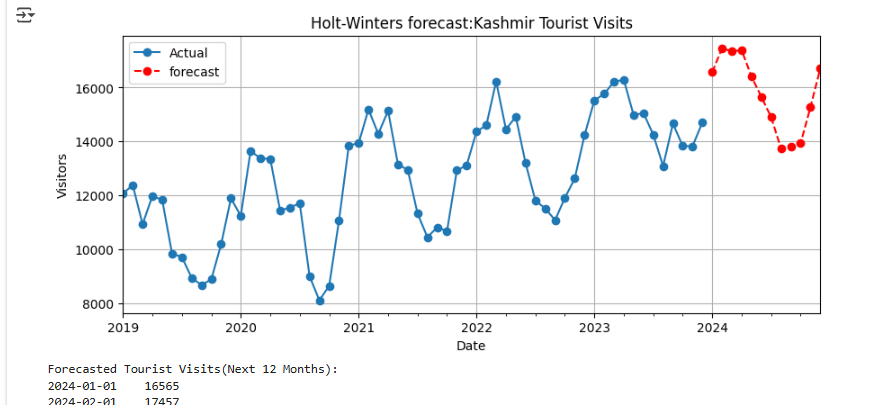 Holt-Winters forecast:Kashmir Tourist Visits
Actual
forecast
Visitors
16000
14000
12000
10000
8000
2019 2020 2021 2022 2023 2024
Date
Forecasted Tourist Visits(Next 12 Months):
2024-01-01 16565
2024-02-01 17457